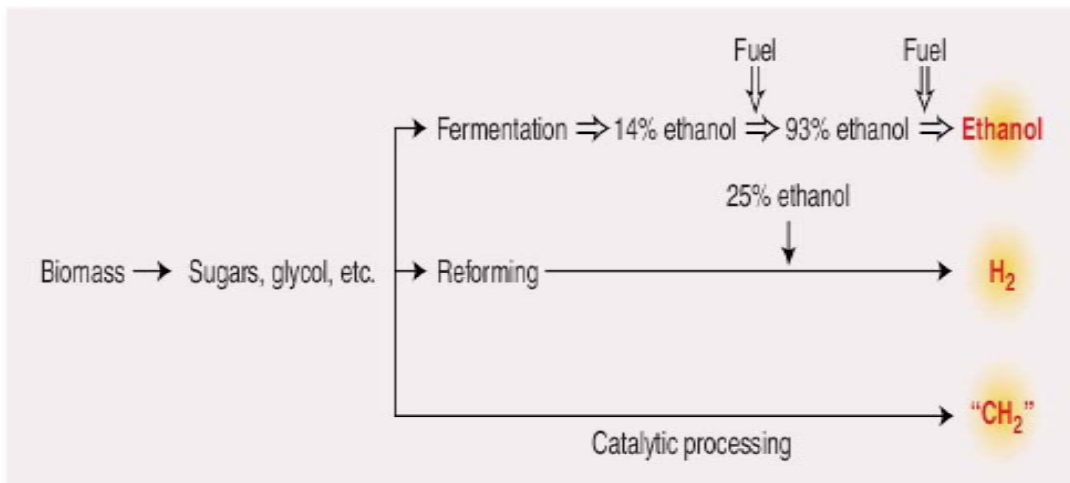 Fuel Fuel
Fermentation ⇒ 14% ethanol ⇒ 93% ethanol ⇒ Ethanol
25% ethanol
Biomass → Sugars, glycol, etc. → Reforming → H₂
“CH₂”
Catalytic processing